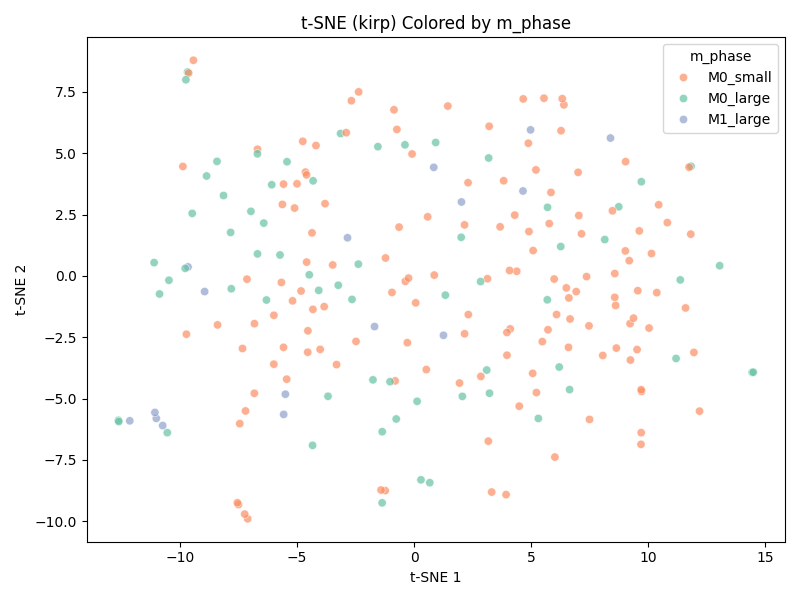 t-SNE (kirp) Colored by m_phase
m_phase
M0_small
M0_large
M1_large
7.5
5.0
2.5
0.0
−2.5
−5.0
−7.5
−10.0
t-SNE 2
−10
−5
0
5
10
15
t-SNE 1